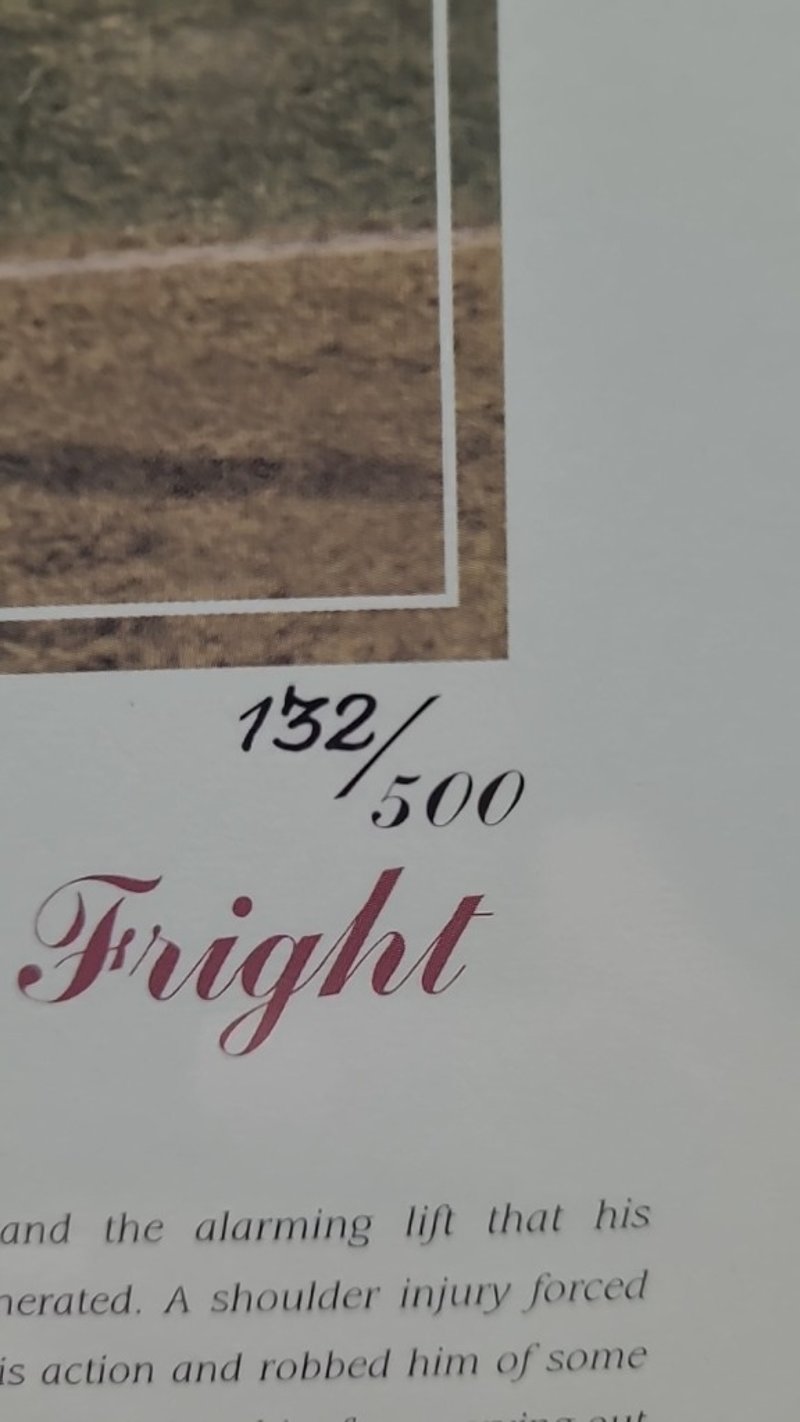 132/500
Fright
and the alarming lift that his
nerated. A shoulder injury forced
is action and robbed him of some
out